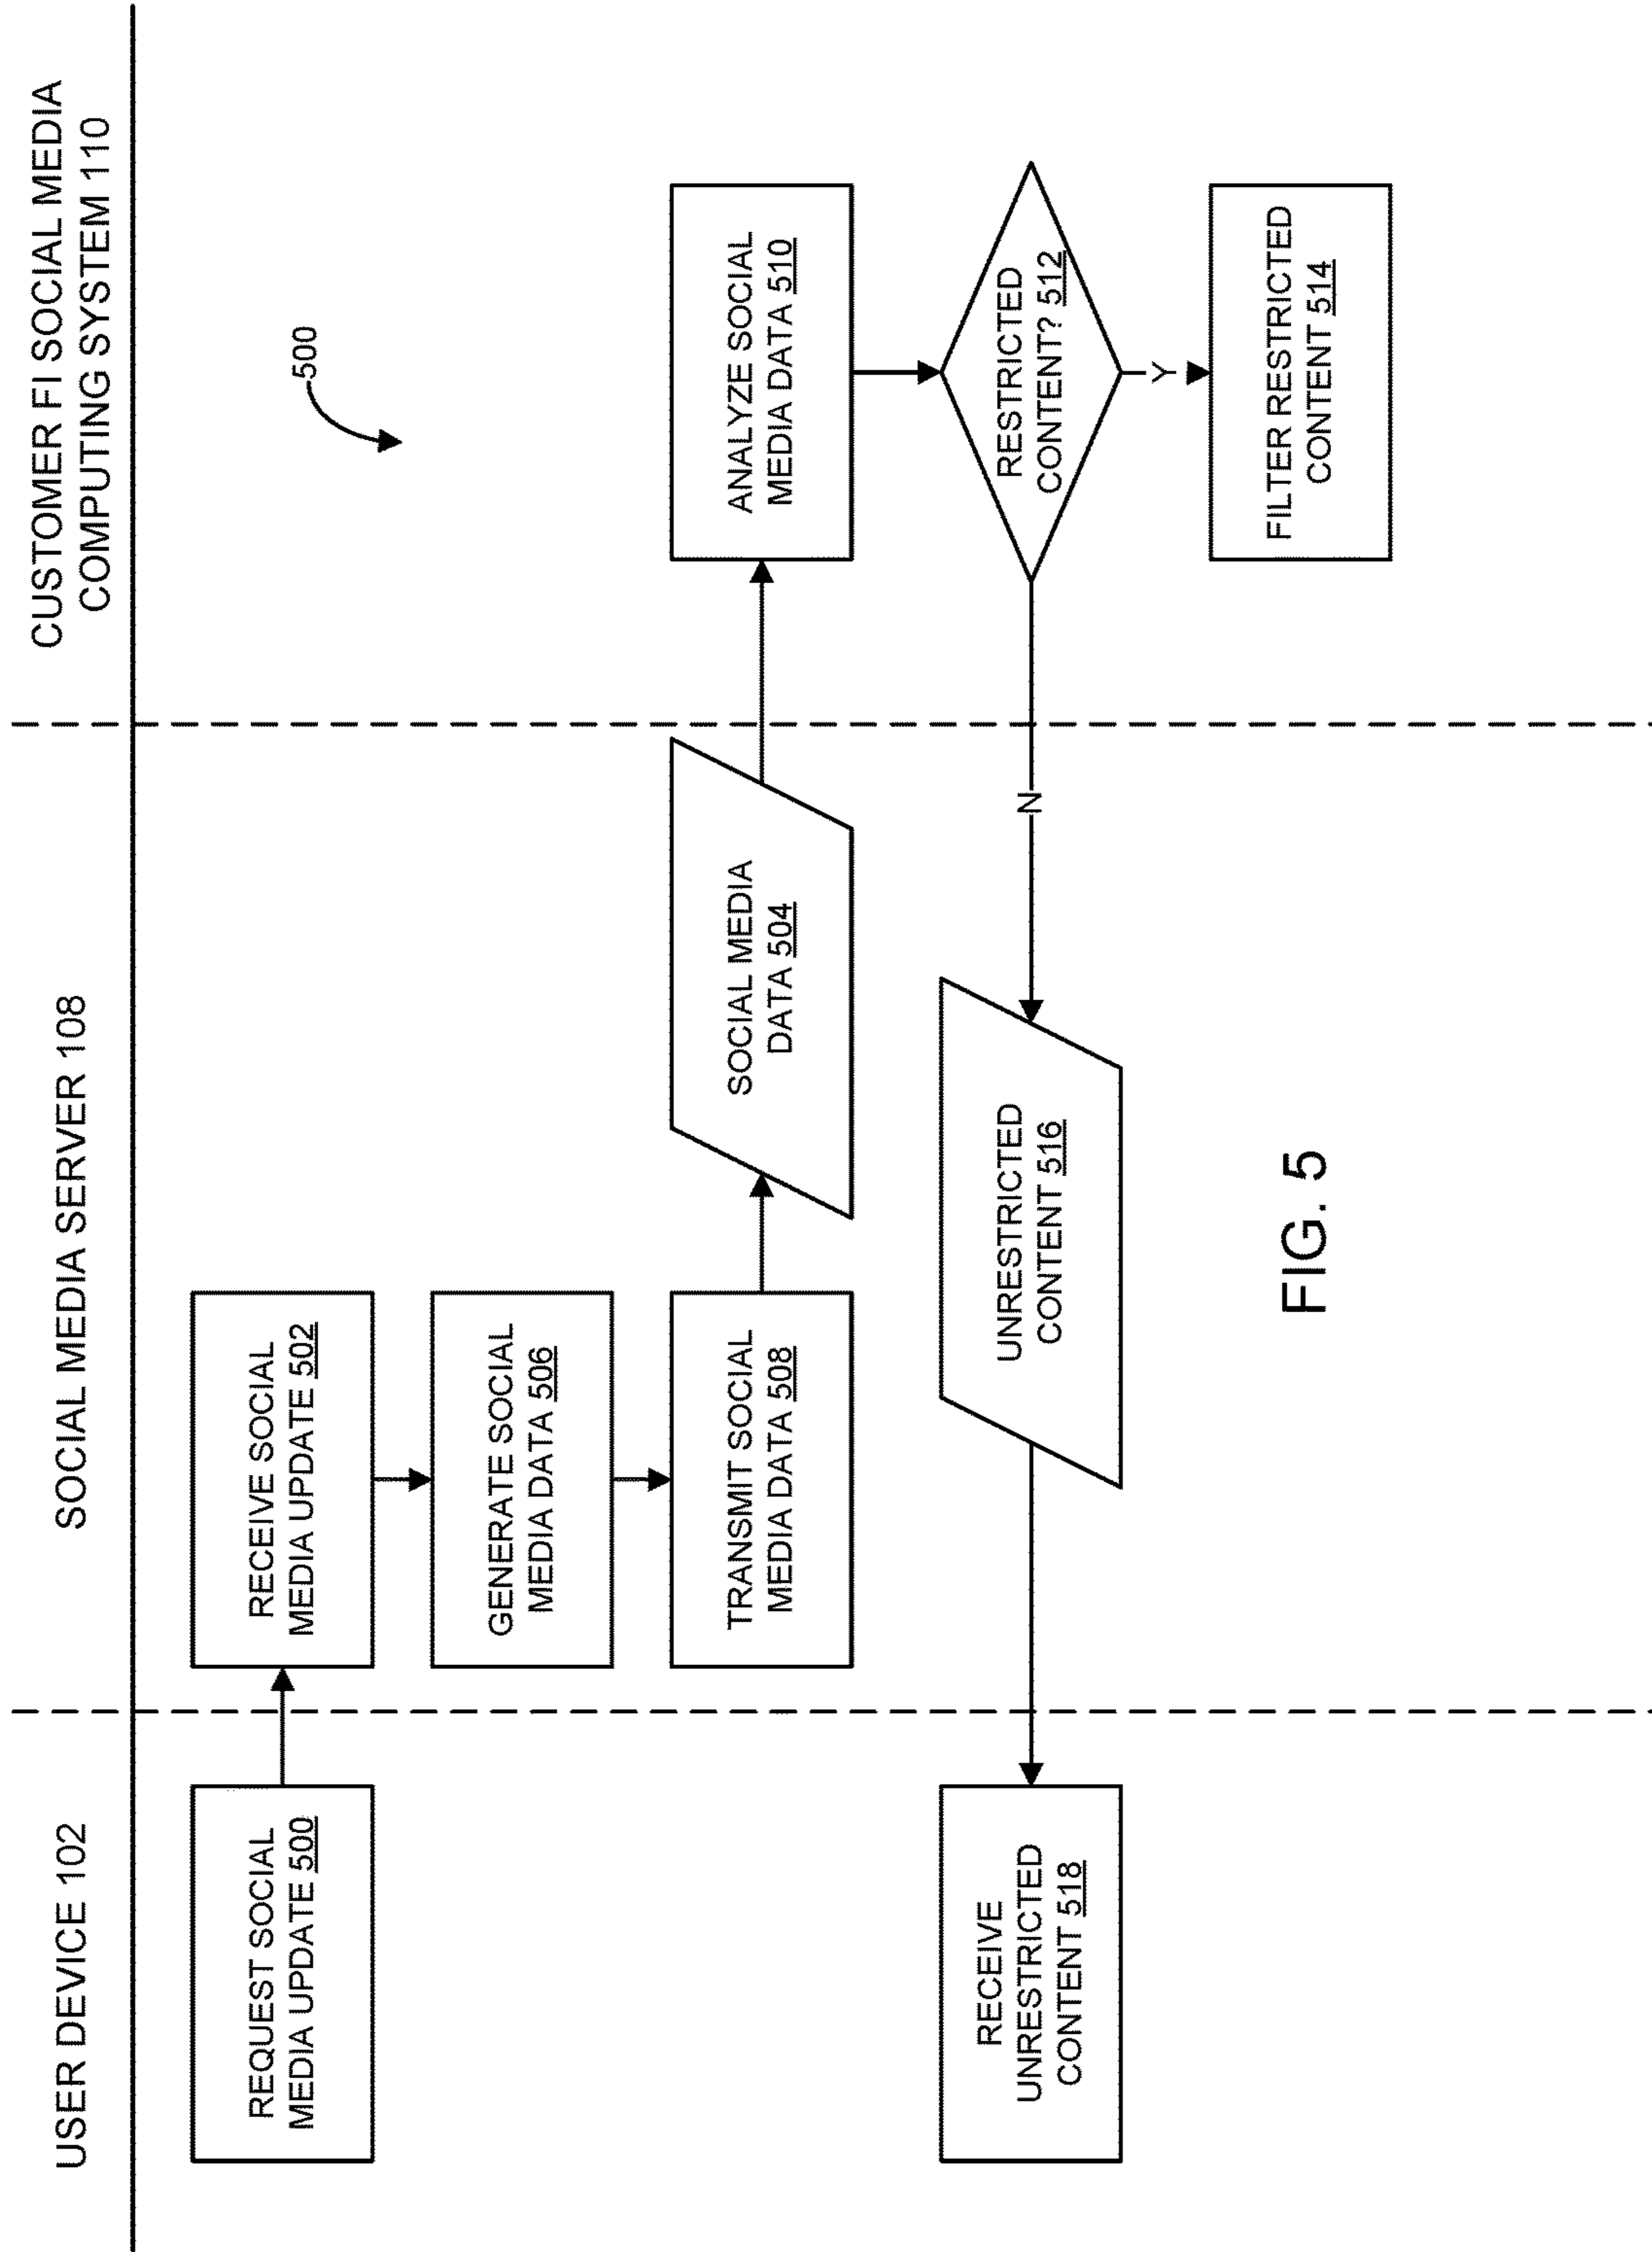 USER DEVICE 102
SOCIAL MEDIA SERVER 108
CUSTOMER FI SOCIAL MEDIA
COMPUTING SYSTEM 110
500
REQUEST SOCIAL
MEDIA UPDATE 500
RECEIVE SOCIAL
MEDIA UPDATE 502
GENERATE SOCIAL
MEDIA DATA 506
TRANSMIT SOCIAL
MEDIA DATA 508
SOCIAL MEDIA
DATA 504
ANALYZE SOCIAL
MEDIA DATA 510
RESTRICTED
CONTENT? 512
Y
FILTER RESTRICTED
CONTENT 514
N
UNRESTRICTED
CONTENT 516
RECEIVE
UNRESTRICTED
CONTENT 518
FIG. 5